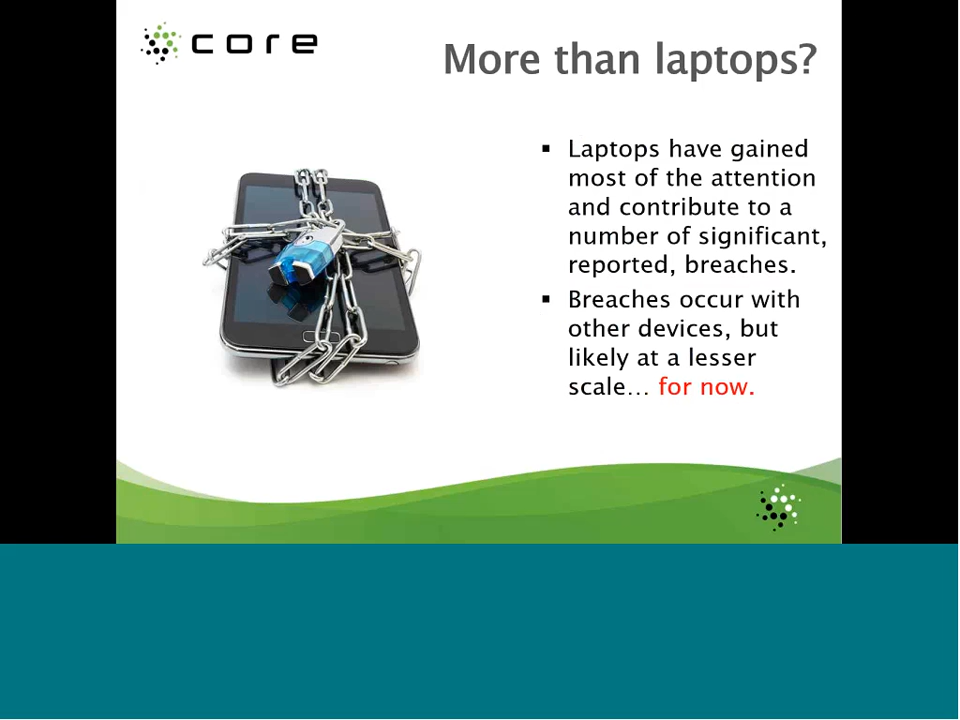 core
More than laptops?
▪ Laptops have gained
most of the attention
and contribute to a
number of significant,
reported, breaches.
▪ Breaches occur with
other devices, but
likely at a lesser
scale... for now.